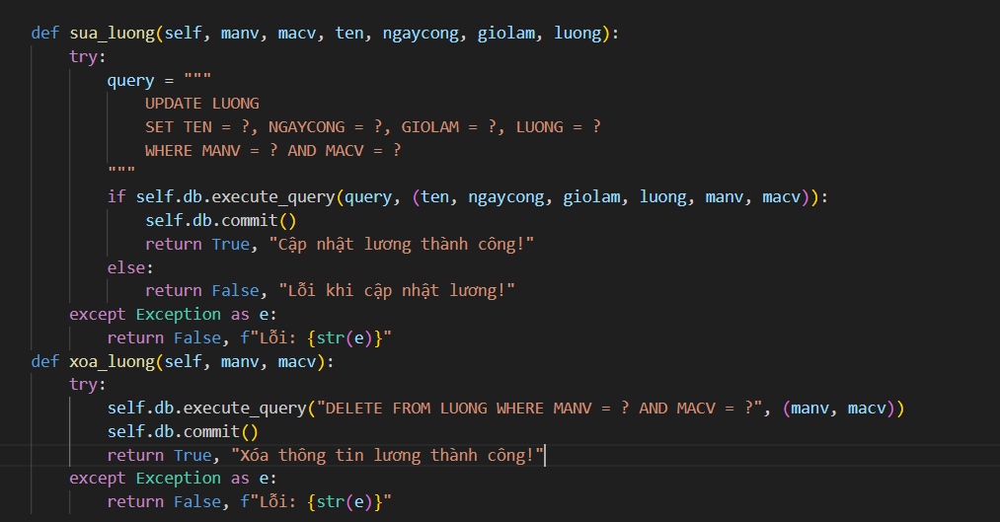 def sua_luong(self, manv, macv, ten, ngaycong, giolam, luong):
    try:
        query = """
            UPDATE LUONG
            SET TEN = ?, NGAYCONG = ?, GIOLAM = ?, LUONG = ?
            WHERE MANV = ? AND MACV = ?
        """
        if self.db.execute_query(query, (ten, ngaycong, giolam, luong, manv, macv)):
            self.db.commit()
            return True, "Cập nhật lương thành công!"
        else:
            return False, "Lỗi khi cập nhật lương!"
    except Exception as e:
        return False, f"Lỗi: {str(e)}"
def xoa_luong(self, manv, macv):
    try:
        self.db.execute_query("DELETE FROM LUONG WHERE MANV = ? AND MACV = ?", (manv, macv))
        self.db.commit()
        return True, "Xóa thông tin lương thành công!"
    except Exception as e:
        return False, f"Lỗi: {str(e)}"